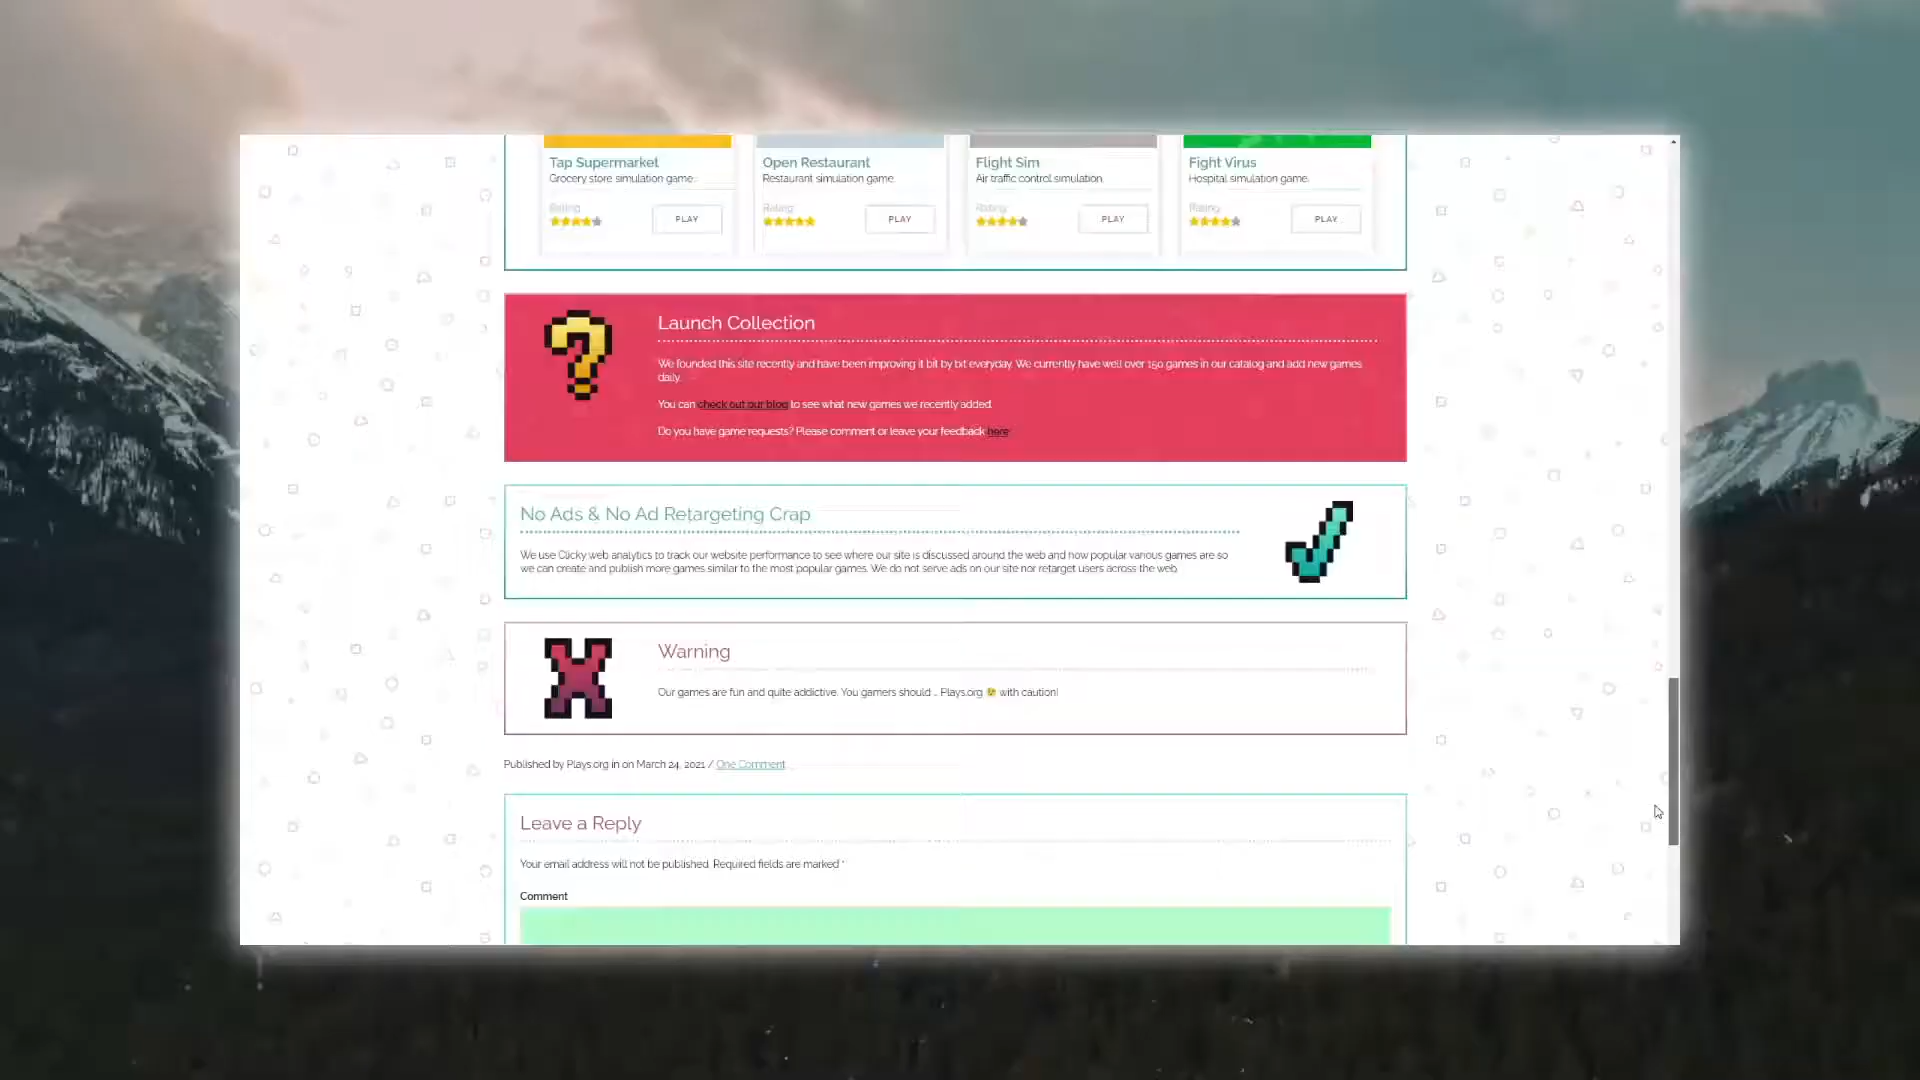 Tap Supermarket
Grocery store simulation game.
Rating:
PLAY
Open Restaurant
Restaurant simulation game.
Rating:
PLAY
Flight Sim
Air traffic control simulation.
Rating:
PLAY
Fight Virus
Hospital simulation game.
Rating:
PLAY
Launch Collection
We founded this site recently and have been improving it bit by bit everyday. We currently have well over 150 games in our catalog and add new games
daily.
You can check out our blog to see what new games we recently added.
Do you have game requests? Please comment or leave your feedback here!
No Ads & No Ad Retargeting Crap
We use Clicky web analytics to track our website performance to see where our site is discussed around the web and how popular various games are so
we can create and publish more games similar to the most popular games. We do not serve ads on our site nor retarget users across the web.
Warning
Our games are fun and quite addictive. You gamers should .. Plays.org 😉 with caution!
Published by Plays.org in on March 24, 2021 / One Comment
Leave a Reply
Your email address will not be published. Required fields are marked *
Comment